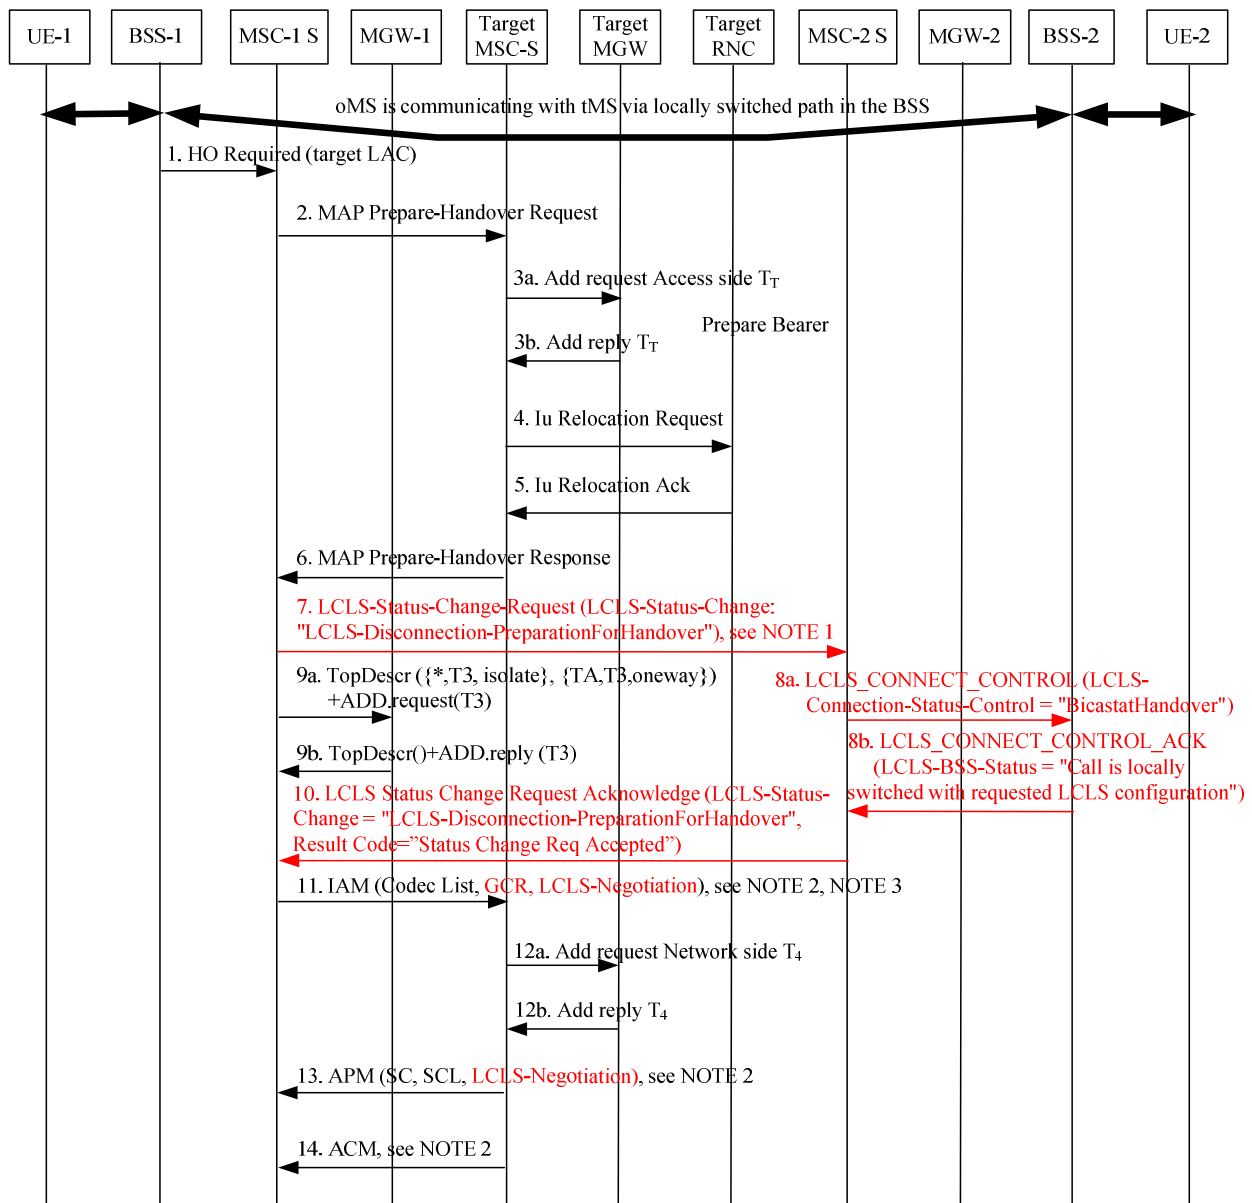 UE-1
BSS-1
MSC-1 S
MGW-1
Target
MSC-S
Target
MGW
Target
RNC
MSC-2 S
MGW-2
BSS-2
UE-2
oMS is communicating with tMS via locally switched path in the BSS
1. HO Required (target LAC)
2. MAP Prepare-Handover Request
3a. Add request Access side TT
Prepare Bearer
3b. Add reply TT
4. Iu Relocation Request
5. Iu Relocation Ack
6. MAP Prepare-Handover Response
7. LCLS-Status-Change-Request (LCLS-Status-Change:
"LCLS-Disconnection-PreparationForHandover"), see NOTE 1
8a. LCLS_CONNECT_CONTROL (LCLS-
Connection-Status-Control = "BicastatHandover")
9a. TopDescr ({*,T3, isolate}, {TA,T3,oneway})
+ADD.request(T3)
8b. LCLS_CONNECT_CONTROL_ACK
(LCLS-BSS-Status = "Call is locally
switched with requested LCLS configuration")
9b. TopDescr()+ADD.reply (T3)
10. LCLS Status Change Request Acknowledge (LCLS-Status-
Change = "LCLS-Disconnection-PreparationForHandover",
Result Code=”Status Change Req Accepted”)
11. IAM (Codec List, GCR, LCLS-Negotiation), see NOTE 2, NOTE 3
12a. Add request Network side T4
12b. Add reply T4
13. APM (SC, SCL, LCLS-Negotiation), see NOTE 2
14. ACM, see NOTE 2